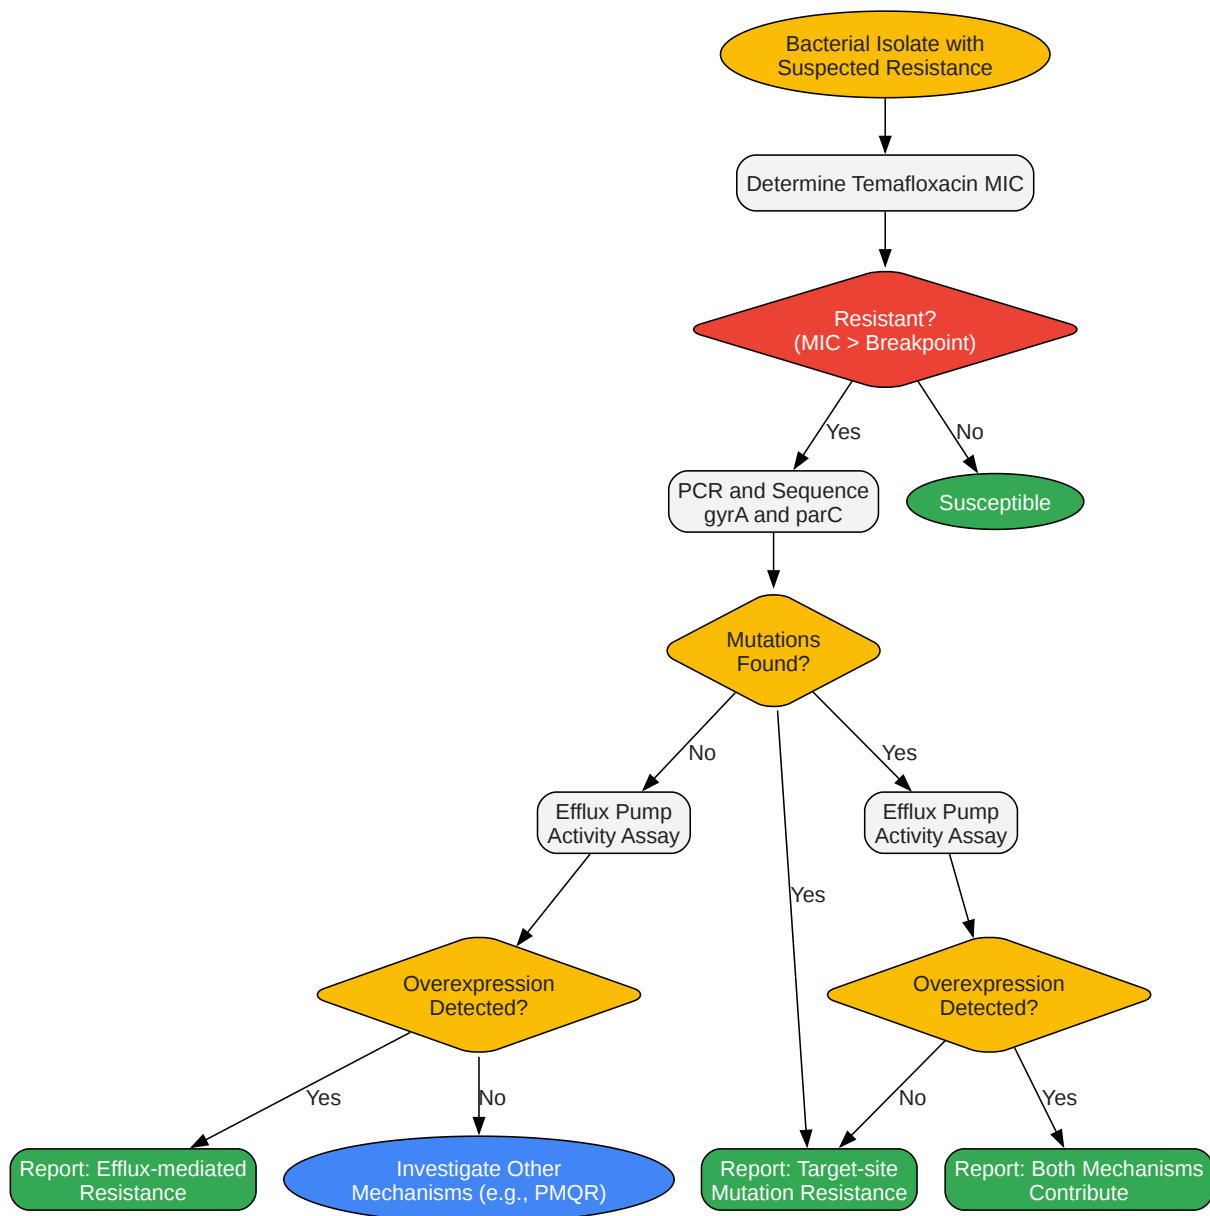 Bacterial Isolate with
Suspected Resistance
Determine Temafloxacin MIC
Resistant?
(MIC > Breakpoint)
Yes
No
PCR and Sequence
gyrA and parC
Susceptible
Mutations
Found?
No
Yes
Efflux Pump
Activity Assay
Efflux Pump
Activity Assay
Yes
Overexpression
Detected?
Overexpression
Detected?
Yes
No
No
Yes
Report: Efflux-mediated
Resistance
Investigate Other
Mechanisms (e.g., PMQR)
Report: Target-site
Mutation Resistance
Report: Both Mechanisms
Contribute